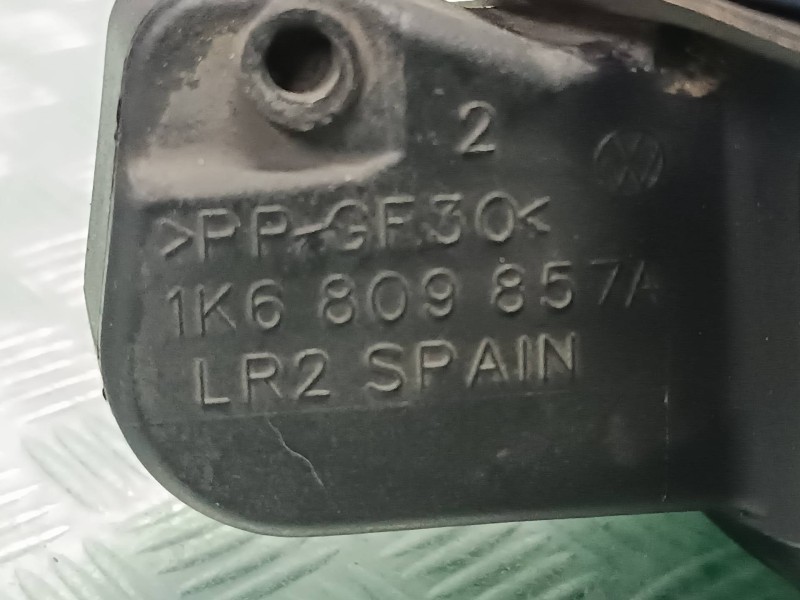 2
>PP-GF30<
1K6 809 857A
LR2 SPAIN